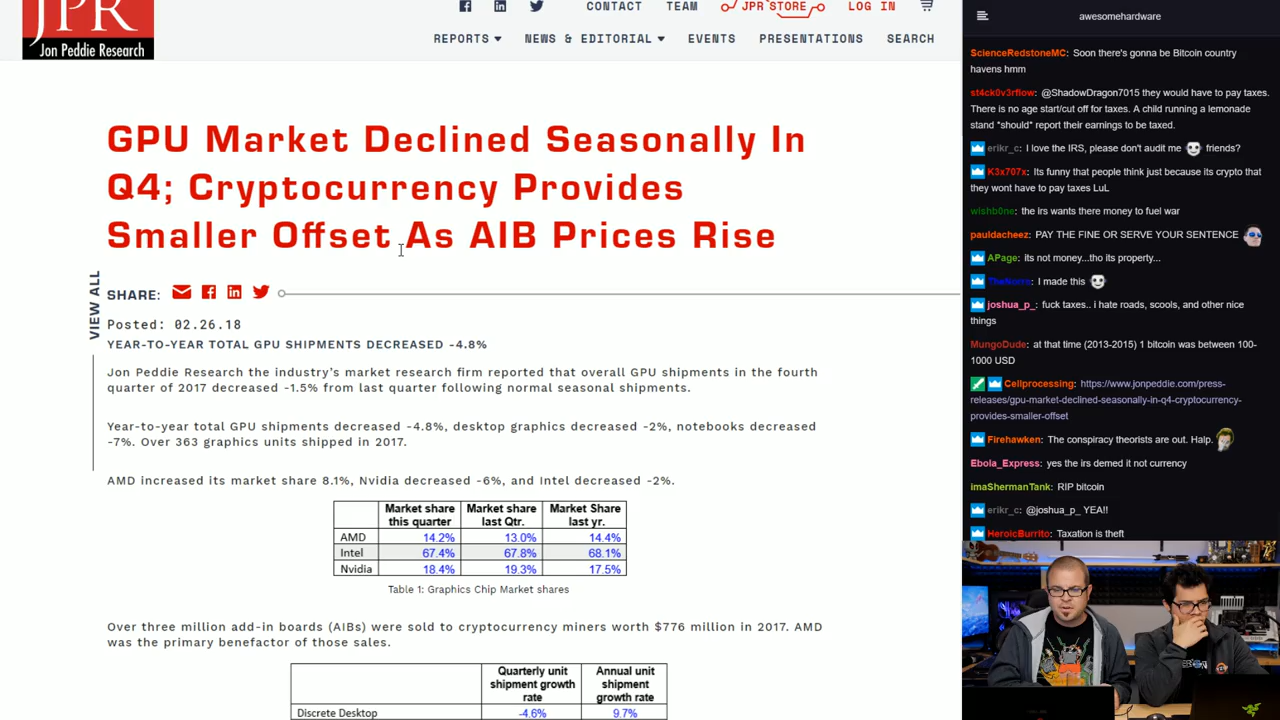 JPR
Jon Peddie Research
CONTACT TEAM JPR STORE LOG IN
REPORTS NEWS & EDITORIAL EVENTS PRESENTATIONS SEARCH
GPU Market Declined Seasonally In
Q4; Cryptocurrency Provides
Smaller Offset As AIB Prices Rise
VIEW ALL
SHARE:
Posted: 02.26.18
YEAR-TO-YEAR TOTAL GPU SHIPMENTS DECREASED -4.8%
Jon Peddie Research the industry's market research firm reported that overall GPU shipments in the fourth
quarter of 2017 decreased -1.5% from last quarter following normal seasonal shipments.
Year-to-year total GPU shipments decreased -4.8%, desktop graphics decreased -2%, notebooks decreased
-7%. Over 363 graphics units shipped in 2017.
AMD increased its market share 8.1%, Nvidia decreased -6%, and Intel decreased -2%.
Market share this quarter Market share last Qtr. Market Share last yr.
AMD 14.2% 13.0% 14.4%
Intel 67.4% 67.8% 68.1%
Nvidia 18.4% 19.3% 17.5%
Table 1: Graphics Chip Market shares
Over three million add-in boards (AIBs) were sold to cryptocurrency miners worth $776 million in 2017. AMD
was the primary benefactor of those sales.
Quarterly unit shipment growth rate Annual unit shipment growth rate
Discrete Desktop -4.6% 9.7%
awesomehardware
ScienceRedstoneMC: Soon there's gonna be Bitcoin country
havens hmm
st4ck0v3rflow: @ShadowDragon7015 they would have to pay taxes.
There is no age start/cut off for taxes. A child running a lemonade
stand *should* report their earnings to be taxed.
erikr_c: I love the IRS, please don't audit me friends?
K3x707x: Its funny that people think just because its crypto that
they wont have to pay taxes LuL
wishb0ne: the irs wants there money to fuel war
pauldacheez: PAY THE FINE OR SERVE YOUR SENTENCE
APage: its not money...tho its property...
I made this
joshua_p_: fuck taxes.. i hate roads, scools, and other nice
things
MungoDude: at that time (2013-2015) 1 bitcoin was between 100-
1000 USD
Cellprocessing: https://www.jonpeddie.com/press-
releases/gpu-market-declined-seasonally-in-q4-cryptocurrency-
provides-smaller-offset
Firehawken: The conspiracy theorists are out. Halp.
Ebola_Express: yes the irs demed it not currency
imaShermanTank: RIP bitcoin
erikr_c: @joshua_p_ YEA!!
HeroicBurrito: Taxation is theft